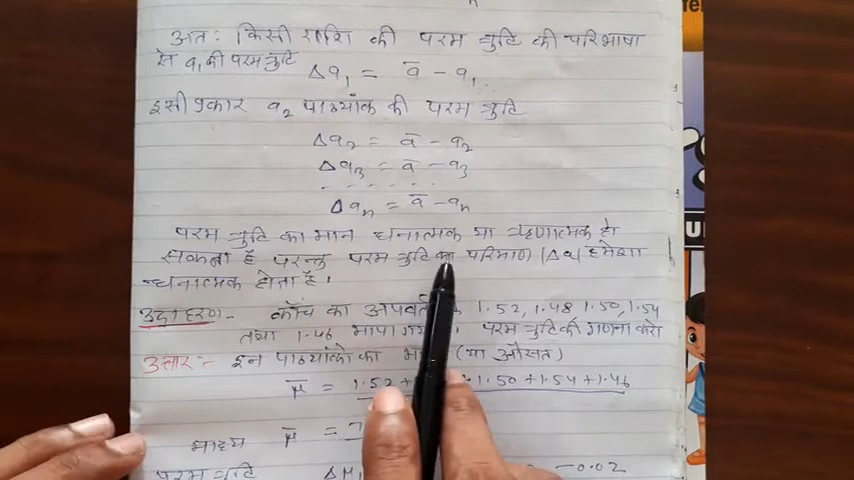 अतः किसी राशि की परम त्रुटि की परिभाषा
से a₁ की परम त्रुटि
Δa₁ = ā - a₁
इसी प्रकार a₂ पाठ्यांक की परम त्रुटि
Δa₂ = ā - a₂
Δa₃ = ā - a₃
Δaₙ = ā - aₙ
परम त्रुटि का मान धनात्मक या ऋणात्मक हो
सकता है परन्तु परम त्रुटि का परिमाण |Δa| हमेशा
धनात्मक होता है।
उदाहरण- काँच का 1.52, 1.48 1.50, 1.54
तथा 1.46 मापा परम त्रुटि की गणना करो
उत्तर:- इन पाठ्यांको का (या औसत)
μ̄ = 1.52 + 1.50 + 1.54 + 1.46
माध्य μ̄ =
परम त्रुटि Δμ₁ -0.02